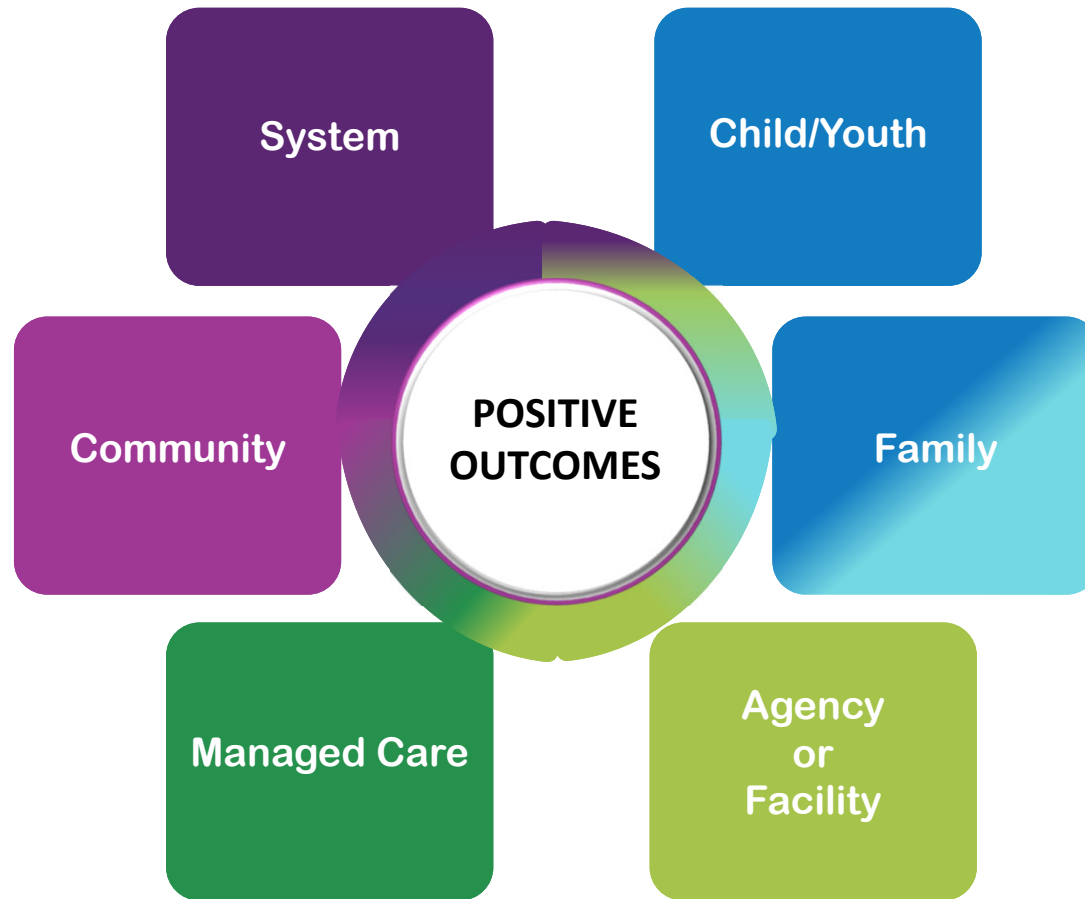 System
Child/Youth
Community
POSITIVE
OUTCOMES
Family
Managed Care
Agency
or
Facility